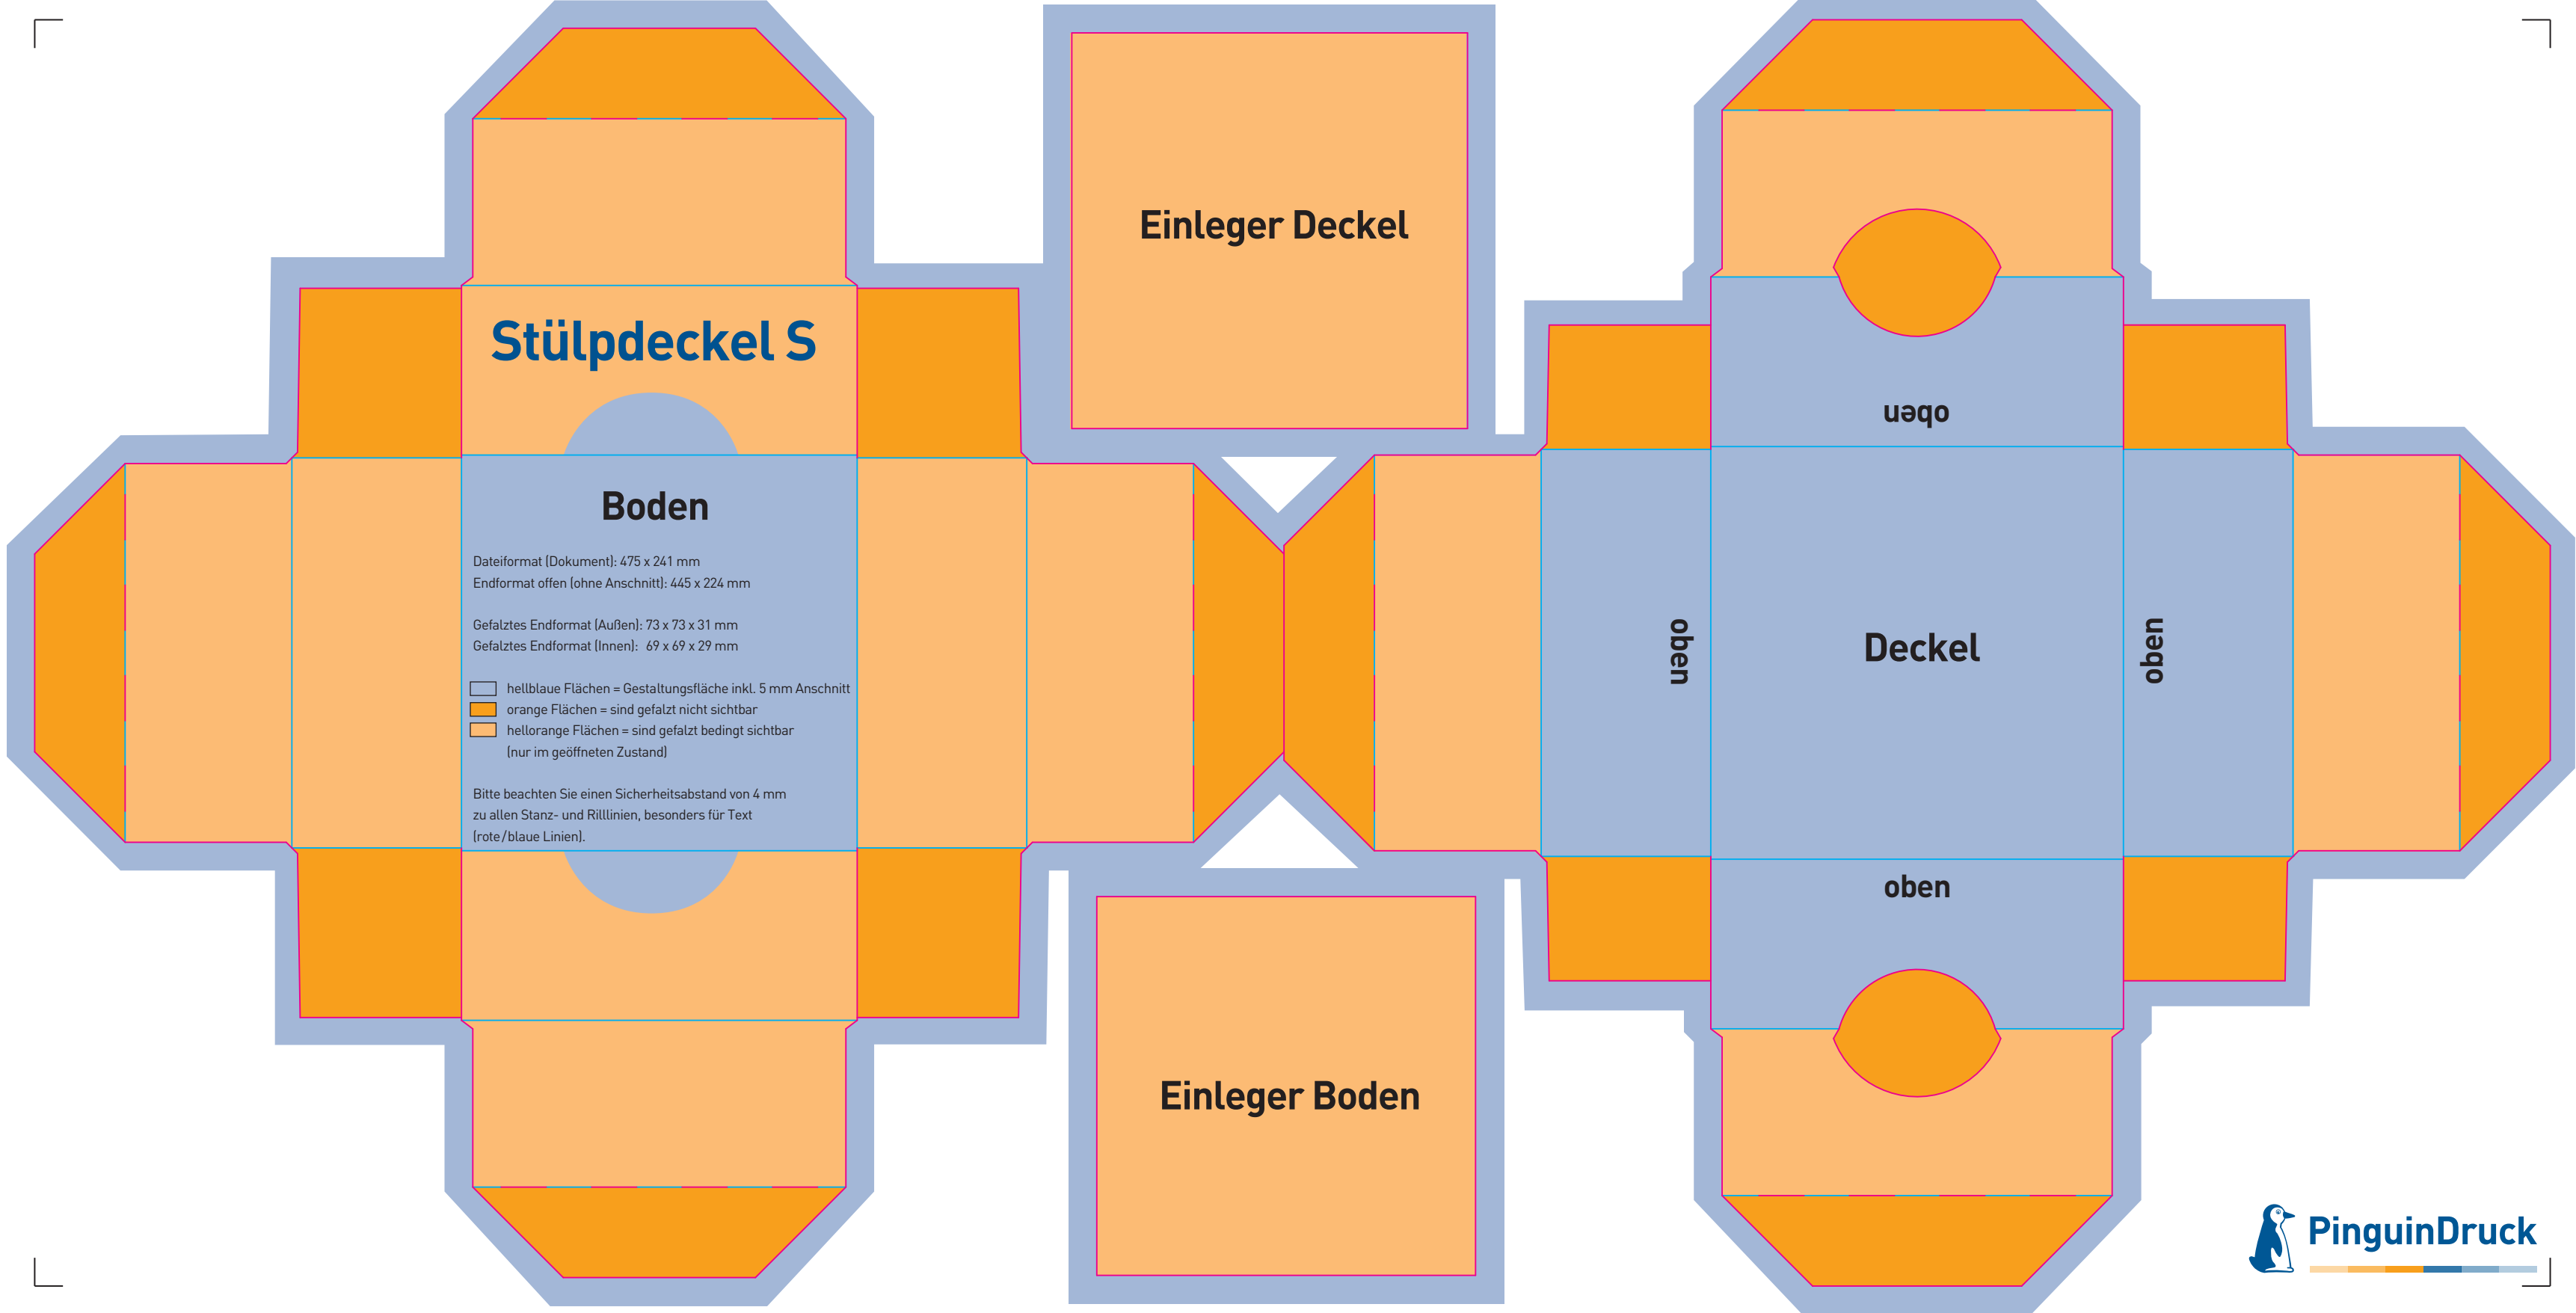 Stülpdeckel S
Boden
Dateiformat (Dokument): 475 x 241 mm
Endformat offen (ohne Anschnitt): 445 x 224 mm
Gefalztes Endformat (Außen): 73 x 73 x 31 mm
Gefalztes Endformat (Innen): 69 x 69 x 29 mm
hellblaue Flächen = Gestaltungsfläche inkl. 5 mm Anschnitt
orange Flächen = sind gefalzt nicht sichtbar
hellorange Flächen = sind gefalzt bedingt sichtbar
(nur im geöffneten Zustand)
Bitte beachten Sie einen Sicherheitsabstand von 4 mm
zu allen Stanz- und Rilllinien, besonders für Text
(rote/blaue Linien).
Einleger Deckel
Einleger Boden
oben
oben
Deckel
oben
oben
PinguinDruck